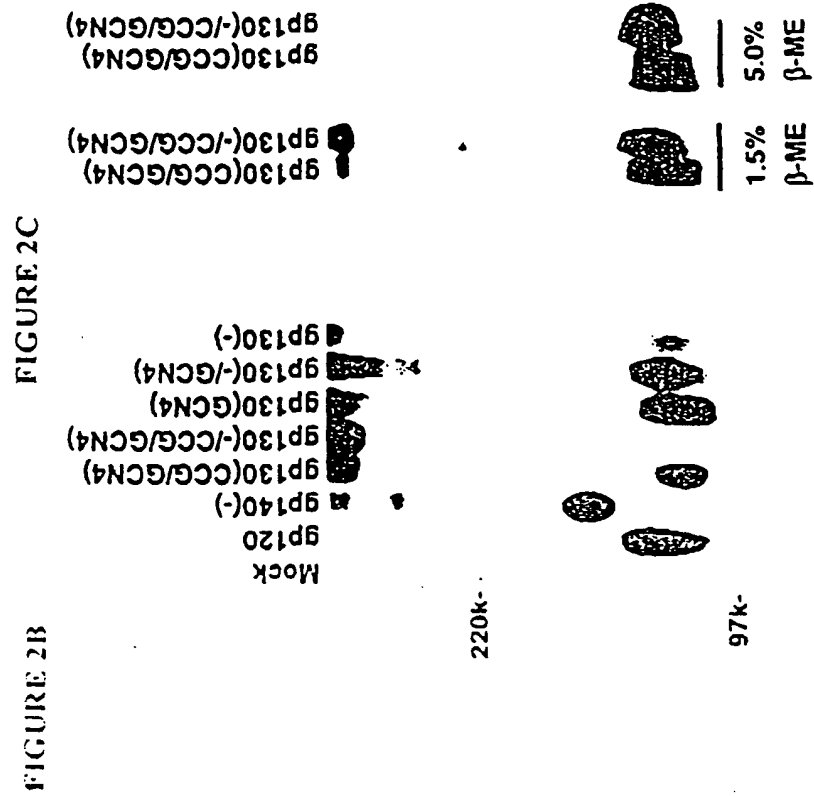 FIGURE 2B
Mock
gp120
gp140(-)
gp130(CCG/GCN4)
gp130(-/CCG/GCN4)
gp130(GCN4)
gp130(-/GCN4)
gp130(-)
220k-
97k-
FIGURE 2C
gp130(CCG/GCN4)
gp130(-/CCG/GCN4)
gp130(CCG/GCN4)
gp130(-/CCG/GCN4)
1.5%
β-ME
5.0%
β-ME